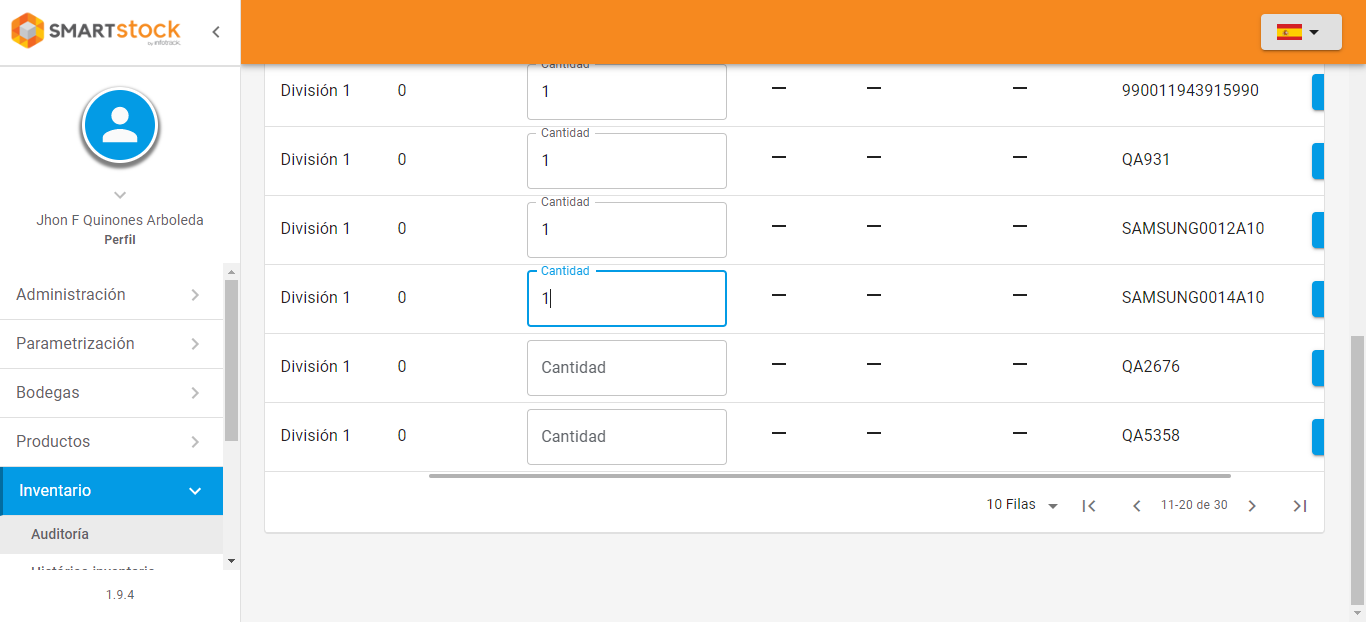 SMARTstock
by infotrack.
Jhon F Quinones Arboleda
Perfil
Administración
Parametrización
Bodegas
Productos
Inventario
Auditoría
Histórico inventario
1.9.4
Cantidad
División 1 0 1 — — — 990011943915990
Cantidad
División 1 0 1 — — — QA931
Cantidad
División 1 0 1 — — — SAMSUNG0012A10
Cantidad
División 1 0 1 — — — SAMSUNG0014A10
División 1 0 Cantidad — — — QA2676
División 1 0 Cantidad — — — QA5358
10 Filas 11-20 de 30